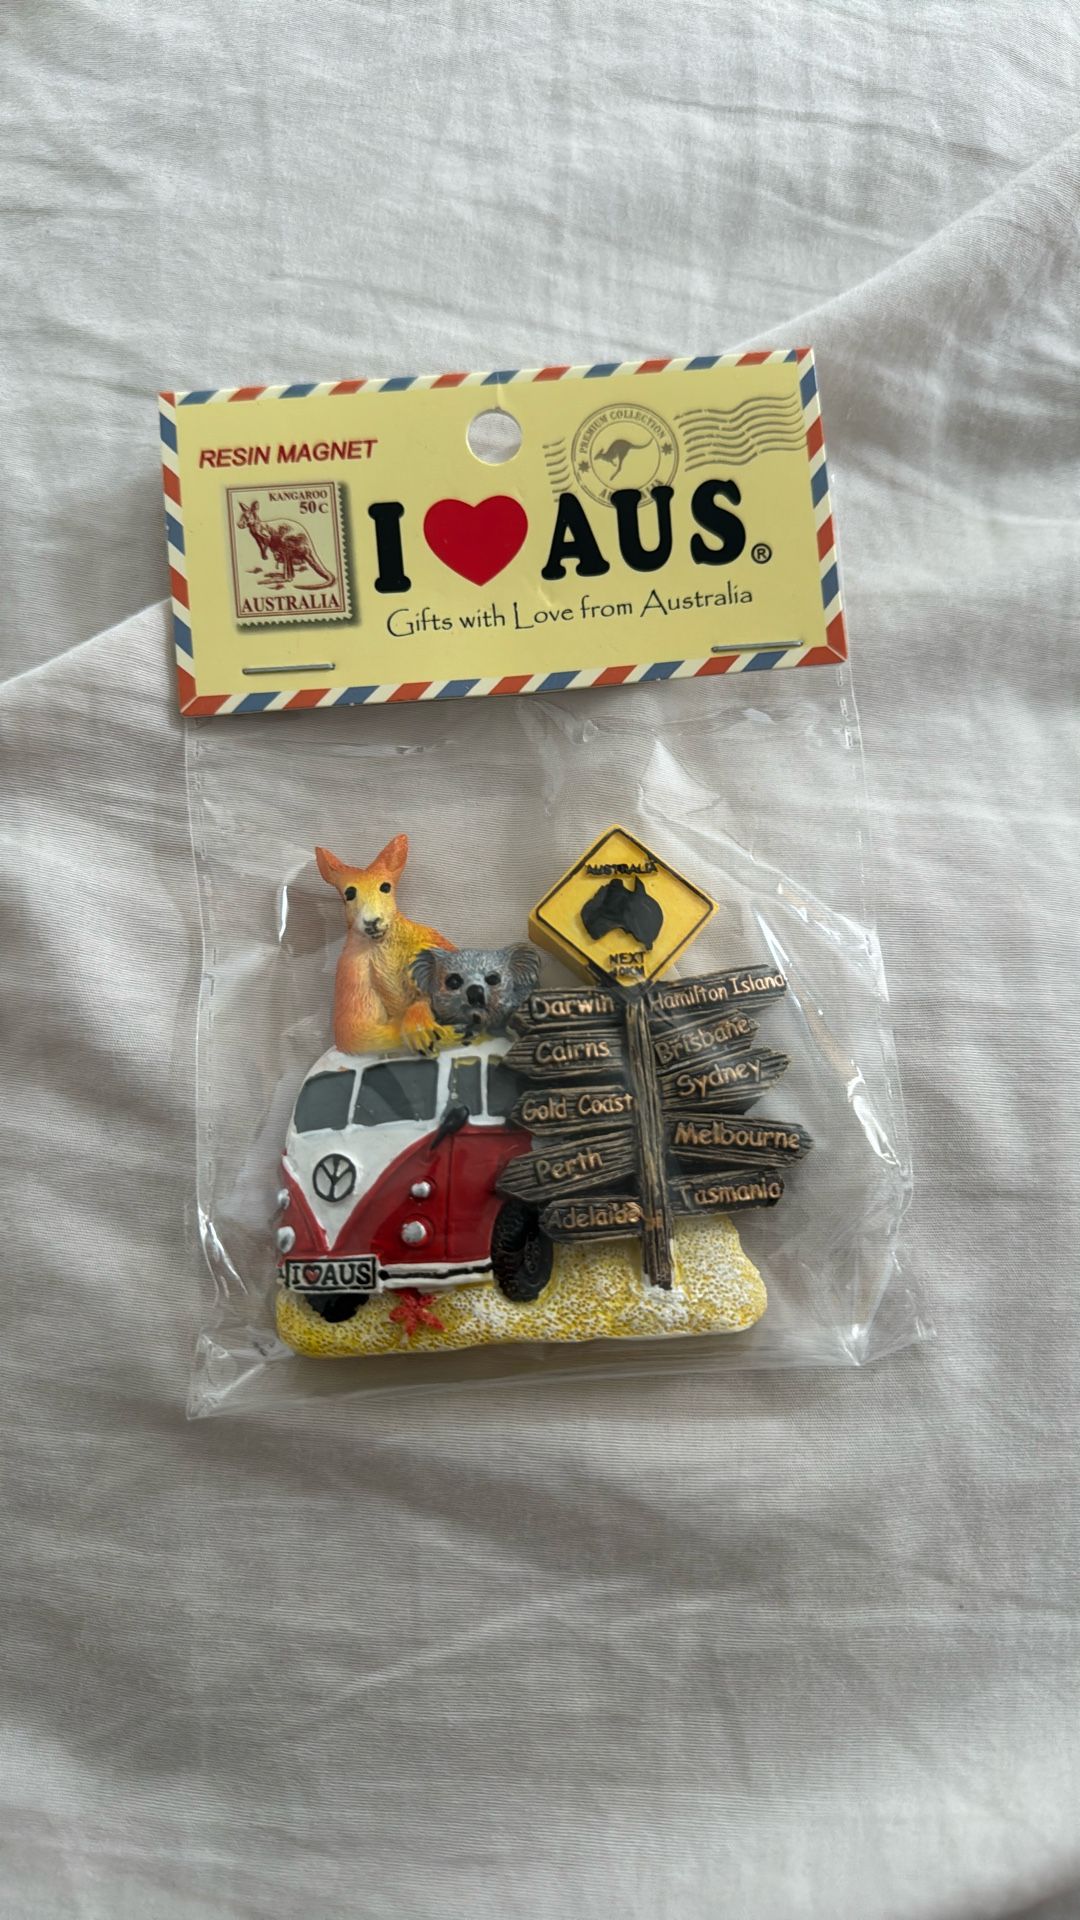 RESIN MAGNET
PREMIUM COLLECTION
KANGAROO
50C
AUSTRALIA
I ❤ AUS®
Gifts with Love from Australia
AUSTRALIA
NEXT
Darwin
Hamilton Island
Cairns
Brisbane
Gold Coast
Sydney
Perth
Melbourne
Adelaide
Tasmania
I ❤ AUS